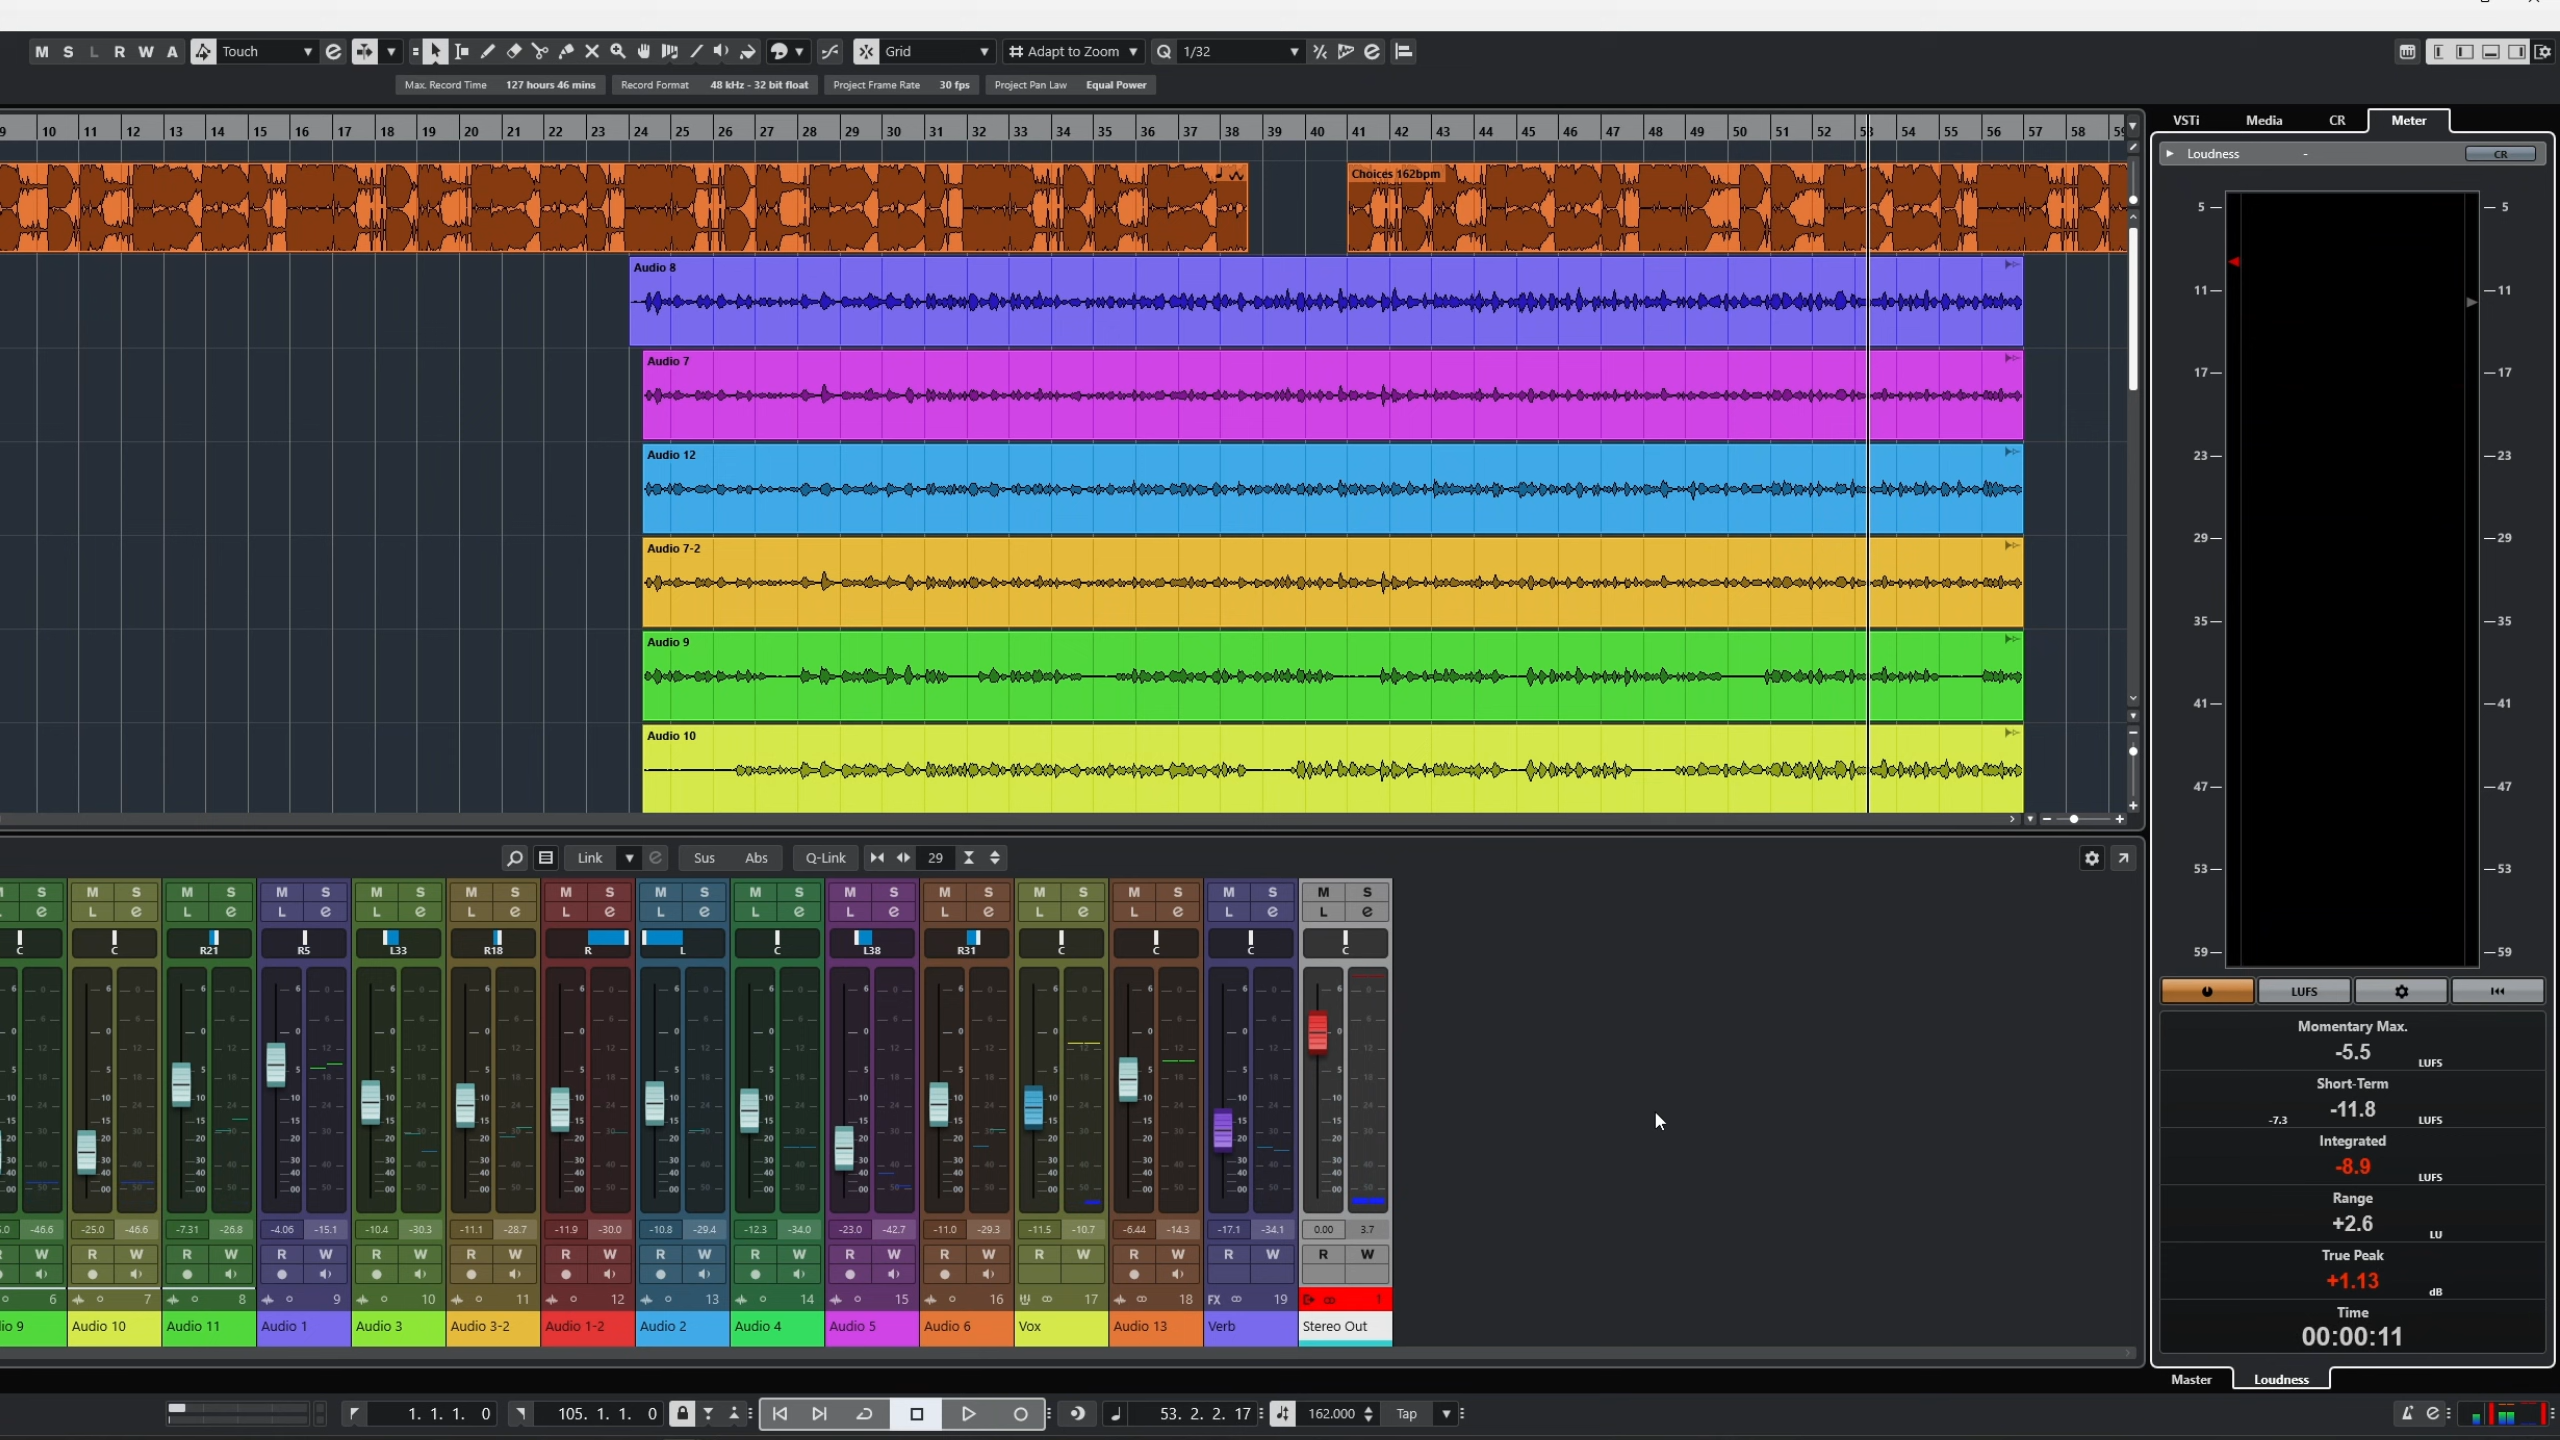 M S L R W A Touch Grid Adapt to Zoom 1/32
Max. Record Time 127 hours 46 mins Record Format 48 kHz - 32 bit float Project Frame Rate 30 fps Project Pan Law Equal Power
VSTi Media CR Meter
9 10 11 12 13 14 15 16 17 18 19 20 21 22 23 24 25 26 27 28 29 30 31 32 33 34 35 36 37 38 39 40 41 42 43 44 45 46 47 48 49 50 51 52 53 54 55 56 57 58 59
Loudness - CR
Choices 162bpm
Audio 8
Audio 7
Audio 12
Audio 7-2
Audio 9
Audio 10
5 5
11 11
17 17
23 23
29 29
35 35
41 41
47 47
53 53
59 59
LUFS
Momentary Max.
-5.5
LUFS
Short-Term
-11.8
-7.3 LUFS
Integrated
-8.9
LUFS
Range
+2.6
LU
True Peak
+1.13
dB
Time
00:00:11
Master Loudness
Link Sus Abs Q-Link 29
S M S M S M S M S M S M S M S M S M S M S M S M S M S M S
e L e L e L e L e L e L e L e L e L e L e L e L e L e L e
C C R21 R5 L33 R18 R L C L38 R31 C C C C
-46.6 -25.0 -46.6 -7.31 -26.8 -4.06 -15.1 -10.4 -30.3 -11.1 -28.7 -11.9 -30.0 -10.8 -29.4 -12.3 -34.0 -23.0 -42.7 -11.0 -29.3 -11.5 -10.7 -6.44 -14.3 -17.1 -34.1 0.00 3.7
W R W R W R W R W R W R W R W R W R W R W R W R W R W R W
6 7 8 9 10 11 12 13 14 15 16 17 18 FX 19 1
io 9 Audio 10 Audio 11 Audio 1 Audio 3 Audio 3-2 Audio 1-2 Audio 2 Audio 4 Audio 5 Audio 6 Vox Audio 13 Verb Stereo Out
1. 1. 1. 0 105. 1. 1. 0 53. 2. 2. 17 162.000 Tap